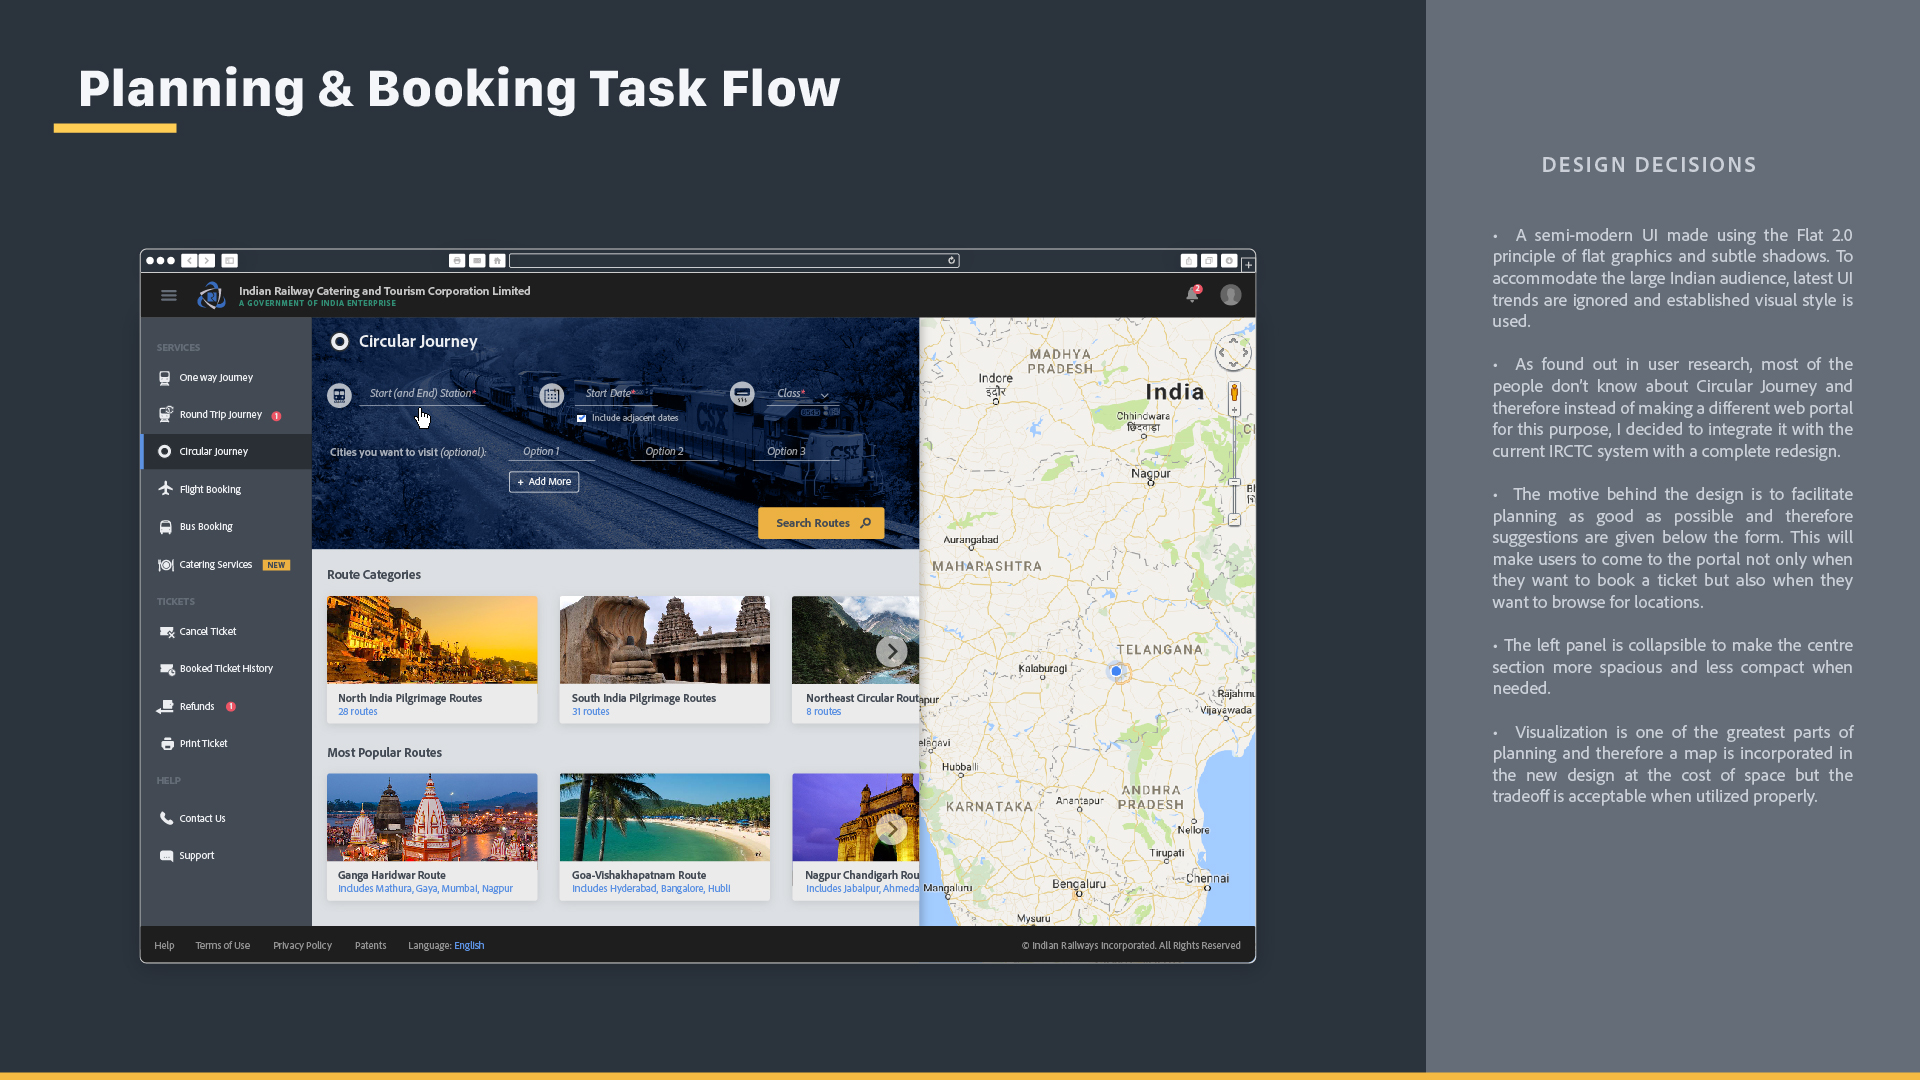 Planning & Booking Task Flow
Indian Railway Catering and Tourism Corporation Limited
A GOVERNMENT OF INDIA ENTERPRISE
2
SERVICES
One way Journey
Round Trip Journey 1
Circular Journey
Flight Booking
Bus Booking
Catering Services NEW
TICKETS
Cancel Ticket
Booked Ticket History
Refunds 1
Print Ticket
HELP
Contact Us
Support
Circular Journey
Start (and End) Station*
Start Date*
Class*
Include adjacent dates
Cities you want to visit (optional):
Option 1
Option 2
Option 3
+ Add More
Search Routes
CSX
CSX
Route Categories
North India Pilgrimage Routes
28 routes
South India Pilgrimage Routes
31 routes
Northeast Circular Rout
8 routes
Most Popular Routes
Ganga Haridwar Route
Includes Mathura, Gaya, Mumbai, Nagpur
Goa-Vishakhapatnam Route
Includes Hyderabad, Bangalore, Hubli
Nagpur Chandigarh Rou
Includes Jabalpur, Ahmeda
MADHYA
PRADESH
Indore
इंदौर
India
Chhindwara
छिंदवाड़ा
Nagpur
Aurangabad
MAHARASHTRA
TELANGANA
Kalaburagi
Rajahmu
apur
Vijayawada
elagavi
Hubballi
KARNATAKA
Anantapur
ANDHRA
PRADESH
Nellore
Tirupati
Chennai
Bengaluru
Mangaluru
Mysuru
Help
Terms of Use
Privacy Policy
Patents
Language: English
© Indian Railways Incorporated. All Rights Reserved
DESIGN DECISIONS
• A semi-modern UI made using the Flat 2.0
principle of flat graphics and subtle shadows. To
accommodate the large Indian audience, latest UI
trends are ignored and established visual style is
used.
• As found out in user research, most of the
people don't know about Circular Journey and
therefore instead of making a different web portal
for this purpose, I decided to integrate it with the
current IRCTC system with a complete redesign.
• The motive behind the design is to facilitate
planning as good as possible and therefore
suggestions are given below the form. This will
make users to come to the portal not only when
they want to book a ticket but also when they
want to browse for locations.
• The left panel is collapsible to make the centre
section more spacious and less compact when
needed.
• Visualization is one of the greatest parts of
planning and therefore a map is incorporated in
the new design at the cost of space but the
tradeoff is acceptable when utilized properly.